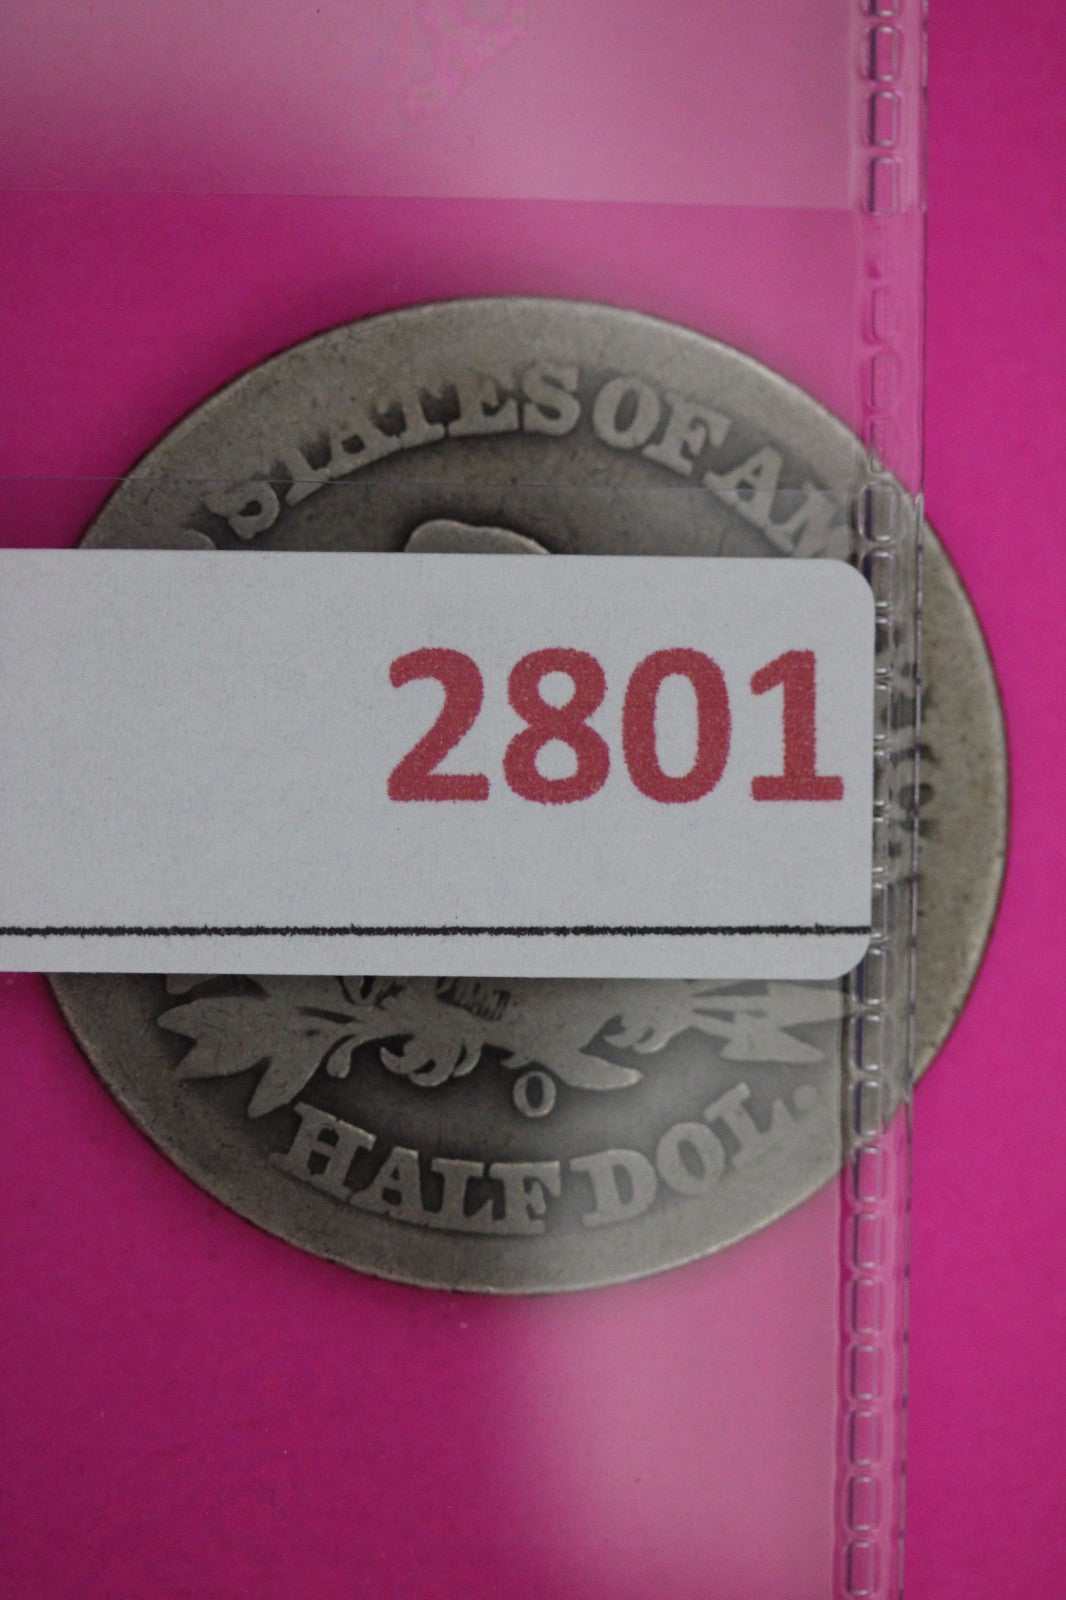 STATES OF AM
2801
O
HALF DOL.